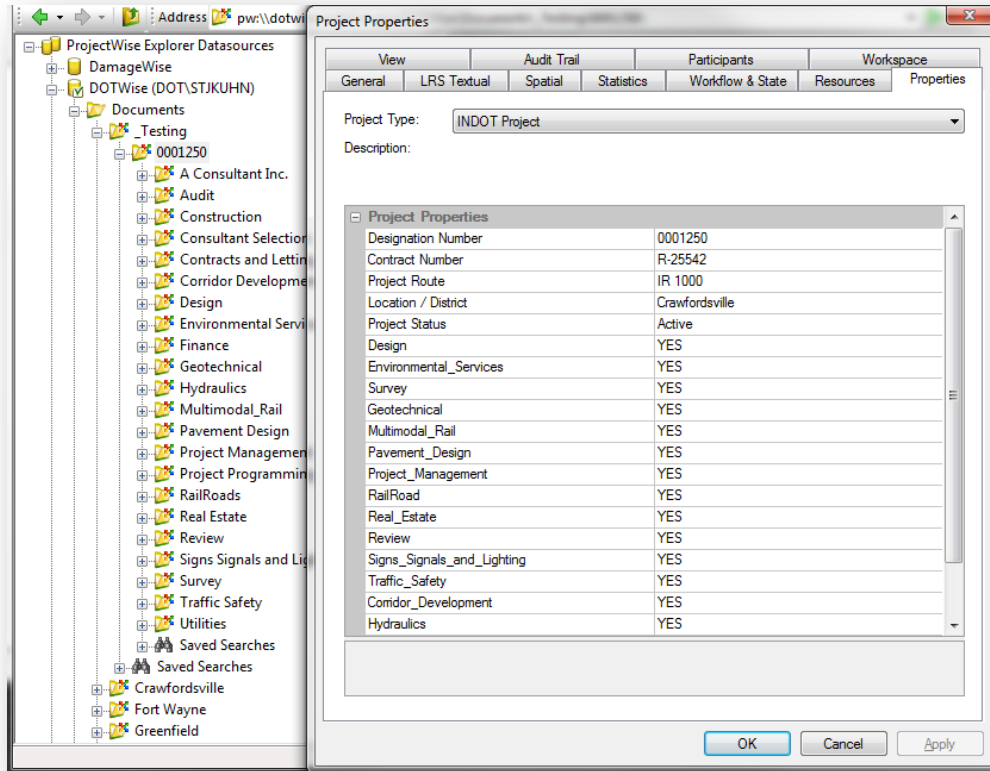 Address pw:\\dotwi
ProjectWise Explorer Datasources
DamageWise
DOTWise (DOT\STJKUHN)
Documents
_Testing
0001250
A Consultant Inc.
Audit
Construction
Consultant Selection
Contracts and Lettin
Corridor Developme
Design
Environmental Servi
Finance
Geotechnical
Hydraulics
Multimodal_Rail
Pavement Design
Project Managemen
Project Programmin
RailRoads
Real Estate
Review
Signs Signals and Lig
Survey
Traffic Safety
Utilities
Saved Searches
Saved Searches
Crawfordsville
Fort Wayne
Greenfield
Project Properties
View Audit Trail Participants Workspace
General LRS Textual Spatial Statistics Workflow & State Resources Properties
Project Type: INDOT Project
Description:
Project Properties
Designation Number 0001250
Contract Number R-25542
Project Route IR 1000
Location / District Crawfordsville
Project Status Active
Design YES
Environmental_Services YES
Survey YES
Geotechnical YES
Multimodal_Rail YES
Pavement_Design YES
Project_Management YES
RailRoad YES
Real_Estate YES
Review YES
Signs_Signals_and_Lighting YES
Traffic_Safety YES
Corridor_Development YES
Hydraulics YES
OK Cancel Apply